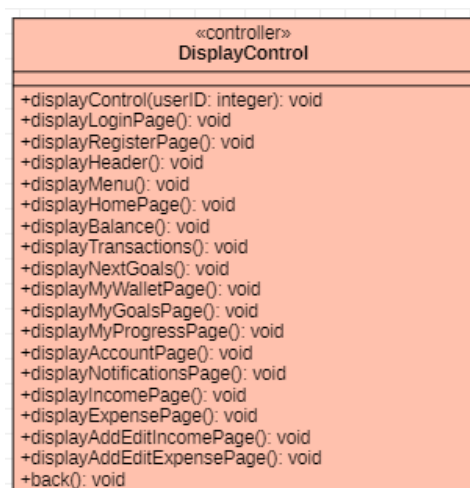 «controller»
DisplayControl
+displayControl(userID: integer): void
+displayLoginPage(): void
+displayRegisterPage(): void
+displayHeader(): void
+displayMenu(): void
+displayHomePage(): void
+displayBalance(): void
+displayTransactions(): void
+displayNextGoals(): void
+displayMyWalletPage(): void
+displayMyGoalsPage(): void
+displayMyProgressPage(): void
+displayAccountPage(): void
+displayNotificationsPage(): void
+displayIncomePage(): void
+displayExpensePage(): void
+displayAddEditIncomePage(): void
+displayAddEditExpensePage(): void
+back(): void